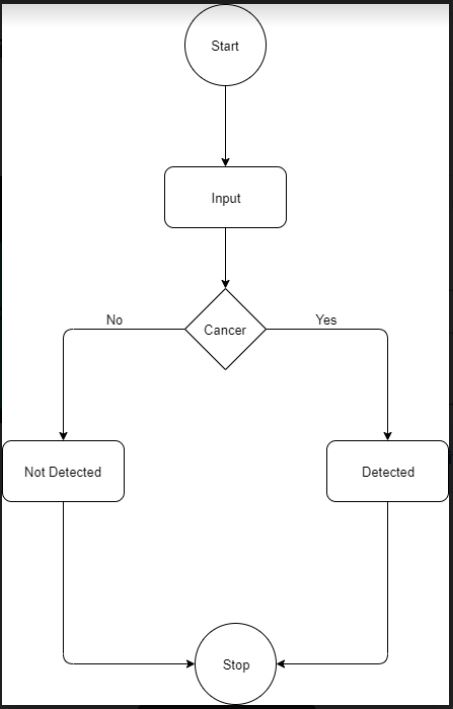 Start
Input
Cancer
No
Yes
Not Detected
Detected
Stop